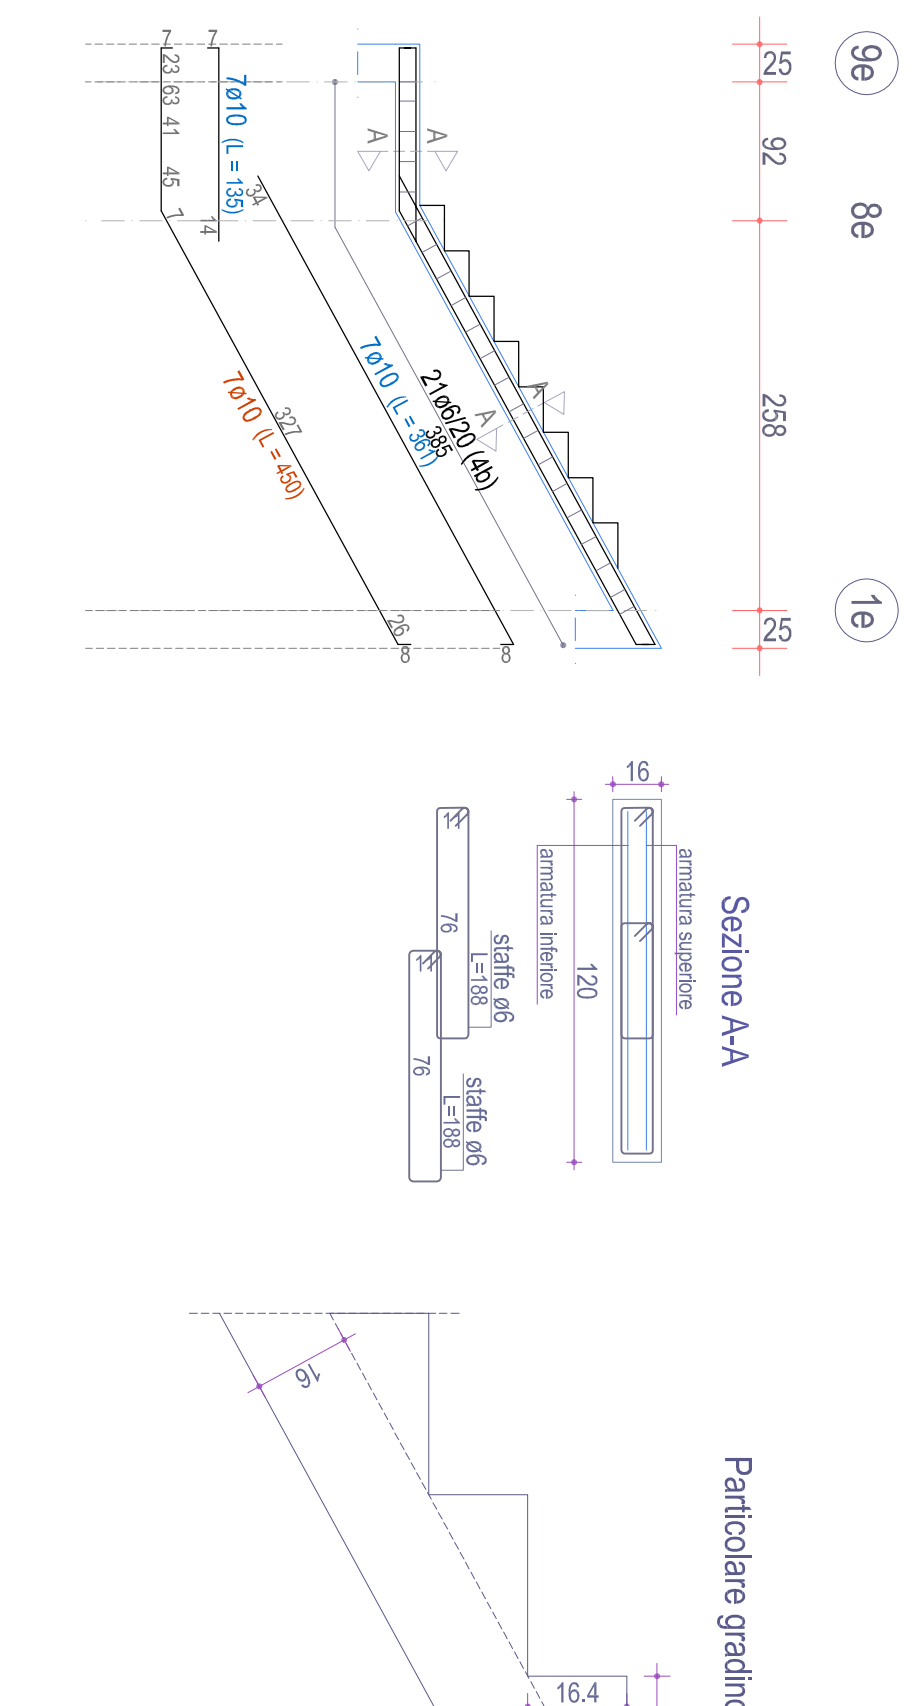 9e
8e
1e
25
92
258
25
A
A
A
A
21ø6/20 (4b)
385
7ø10 (L = 361)
34
8
7
7ø10 (L = 135)
14
7
23
63
41
45
7
327
7ø10 (L = 450)
26
8
Sezione A-A
16
armatura superiore
120
armatura inferiore
11
76
staffe ø6
L=188
11
76
staffe ø6
L=188
Particolare gradino
16
16.4